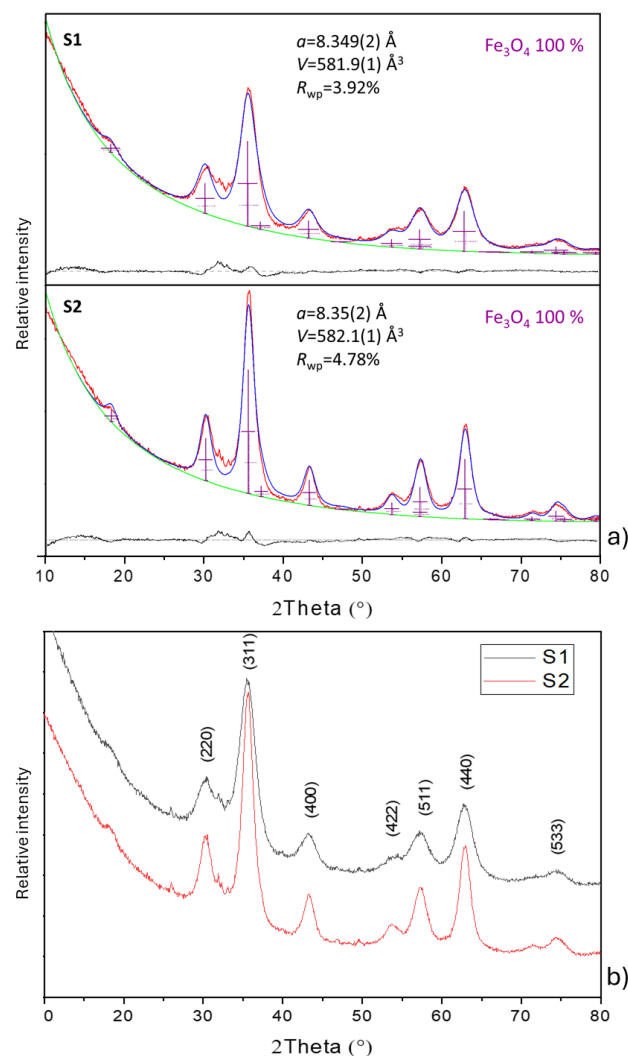 S1
a=8.349(2) Å
V=581.9(1) Å³
Rwp=3.92%
Fe₃O₄ 100 %
Relative intensity
S2
a=8.35(2) Å
V=582.1(1) Å³
Rwp=4.78%
Fe₃O₄ 100 %
Relative intensity
10 20 30 40 50 60 70 80
2Theta (°)
a)
S1
S2
(220)
(311)
(400)
(422)
(511)
(440)
(533)
Relative intensity
0 20 30 40 50 60 70 80
2Theta (°)
b)